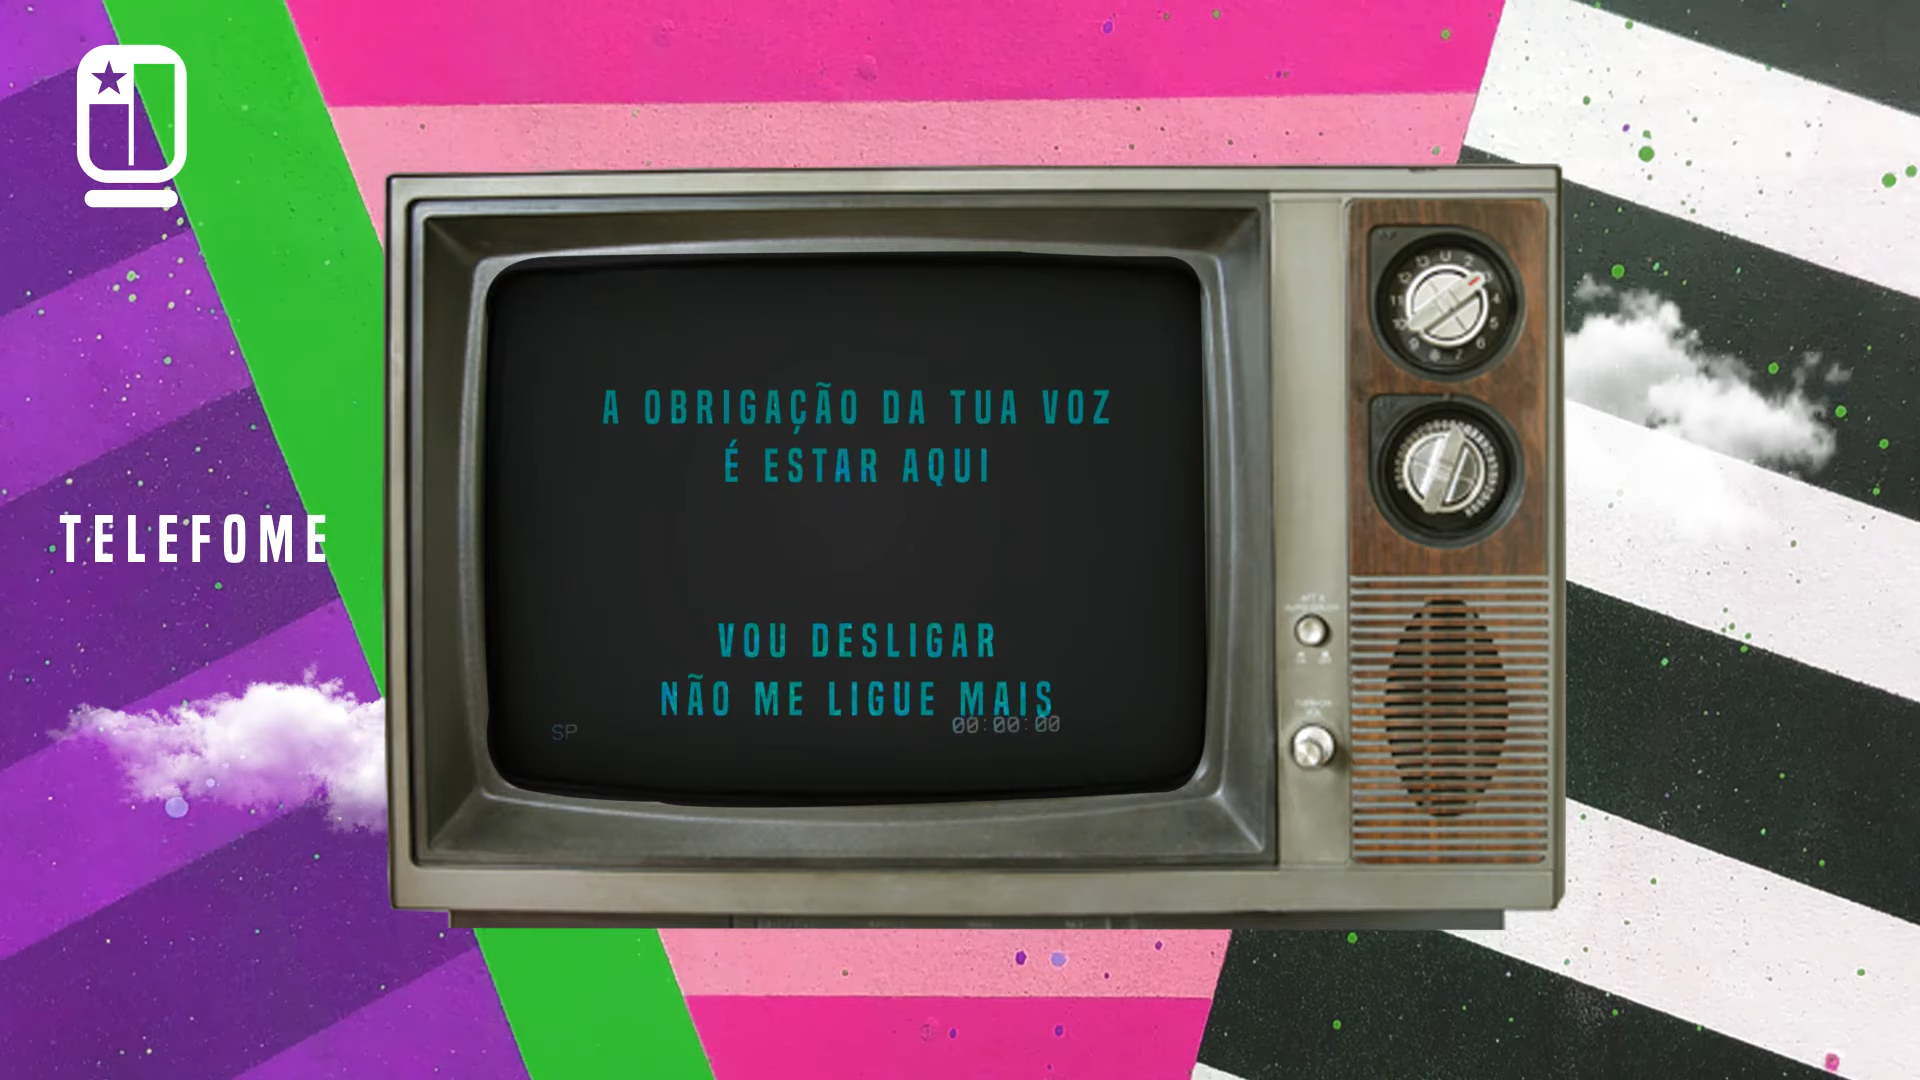 TELEFOME
A OBRIGAÇÃO DA TUA VOZ
É ESTAR AQUI
VOU DESLIGAR
NÃO ME LIGUE MAIS
SP
00:00:00